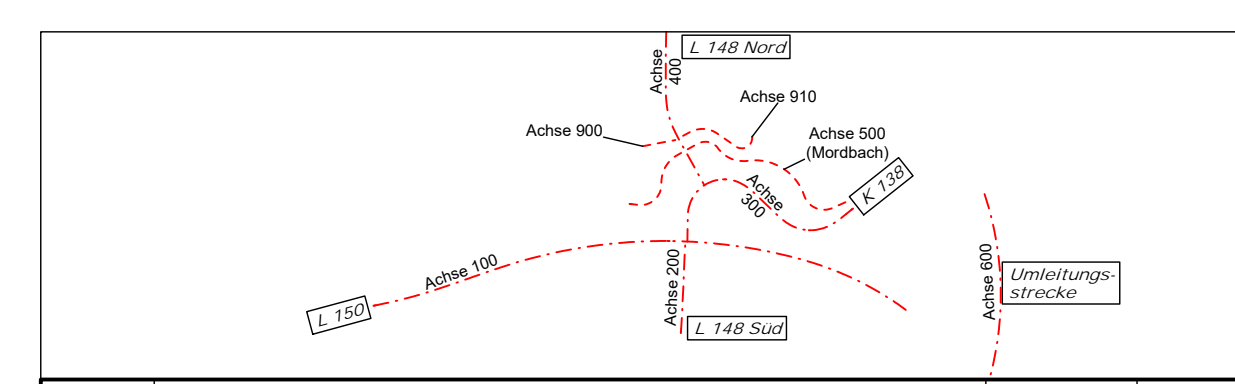 L 148 Nord
Achse
400
Achse 910
Achse 900
Achse 500
(Mordbach)
K 138
Achse
300
Achse 100
L 150
Achse 200
L 148 Süd
Achse 600
Umleitungs-
strecke